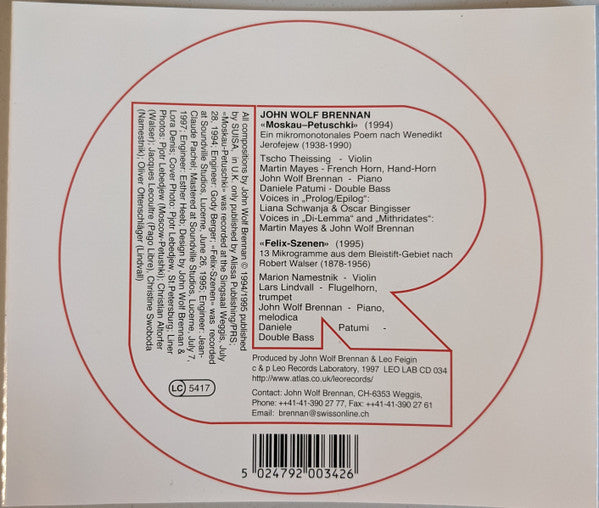 JOHN WOLF BRENNAN
«Moskau–Petuschki» (1994)
Ein mikromonotonales Poem nach Wenedikt
Jerofejew (1938-1990)
Tscho Theissing - Violin
Martin Mayes - French Horn, Hand-Horn
John Wolf Brennan - Piano
Daniele Patumi - Double Bass
Voices in „Prolog/Epilog“:
Liana Schwanja & Oscar Bingisser
Voices in „Di-Lemma“ and „Mithridates“:
Martin Mayes & John Wolf Brennan
«Felix-Szenen» (1995)
13 Mikrogramme aus dem Bleistift-Gebiet nach
Robert Walser (1878-1956)
Marion Namestnik - Violin
Lars Lindvall - Flugelhorn,
trumpet
John Wolf Brennan - Piano,
melodica
Daniele Patumi -
Double Bass
Produced by John Wolf Brennan & Leo Feigin
c & p Leo Records Laboratory, 1997 LEO LAB CD 034
http://www.atlas.co.uk/leorecords/
Contact: John Wolf Brennan, CH-6353 Weggis,
Phone: ++41-41-390 27 77, Fax: ++41-41-390 27 61
Email: brennan@swissonline.ch
All compositions by John Wolf Brennan © 1994/1995 published
by SUISA, in U.K. only published by Alissa Publishing/PRS;
«Moskau–Petuschki» was recorded at the Singsaal Weggis, July
28, 1994; Engineer: Gody Berger; «Felix-Szenen» was recorded
at Soundville Studios, Lucerne, June 26, 1995; Engineer: Jean-
Claude Pachel; Mastered at Soundville Studios, Lucerne, July 7,
1997; Engineer: Esther Heeb; Design by John Wolf Brennan &
Lora Denis; Cover Photo: Pjotr Lebedjew, St.Petersburg; Liner
Photos: Pjotr Lebedjew (Moscow-Petushki); Christian Altorfer
(Walser); Jacques Lecoultre (Pago Libre), Christine Swoboda
(Namestnik); Oliver Ottenschläger (Lindvall)
LC 5417
5 024792 003426